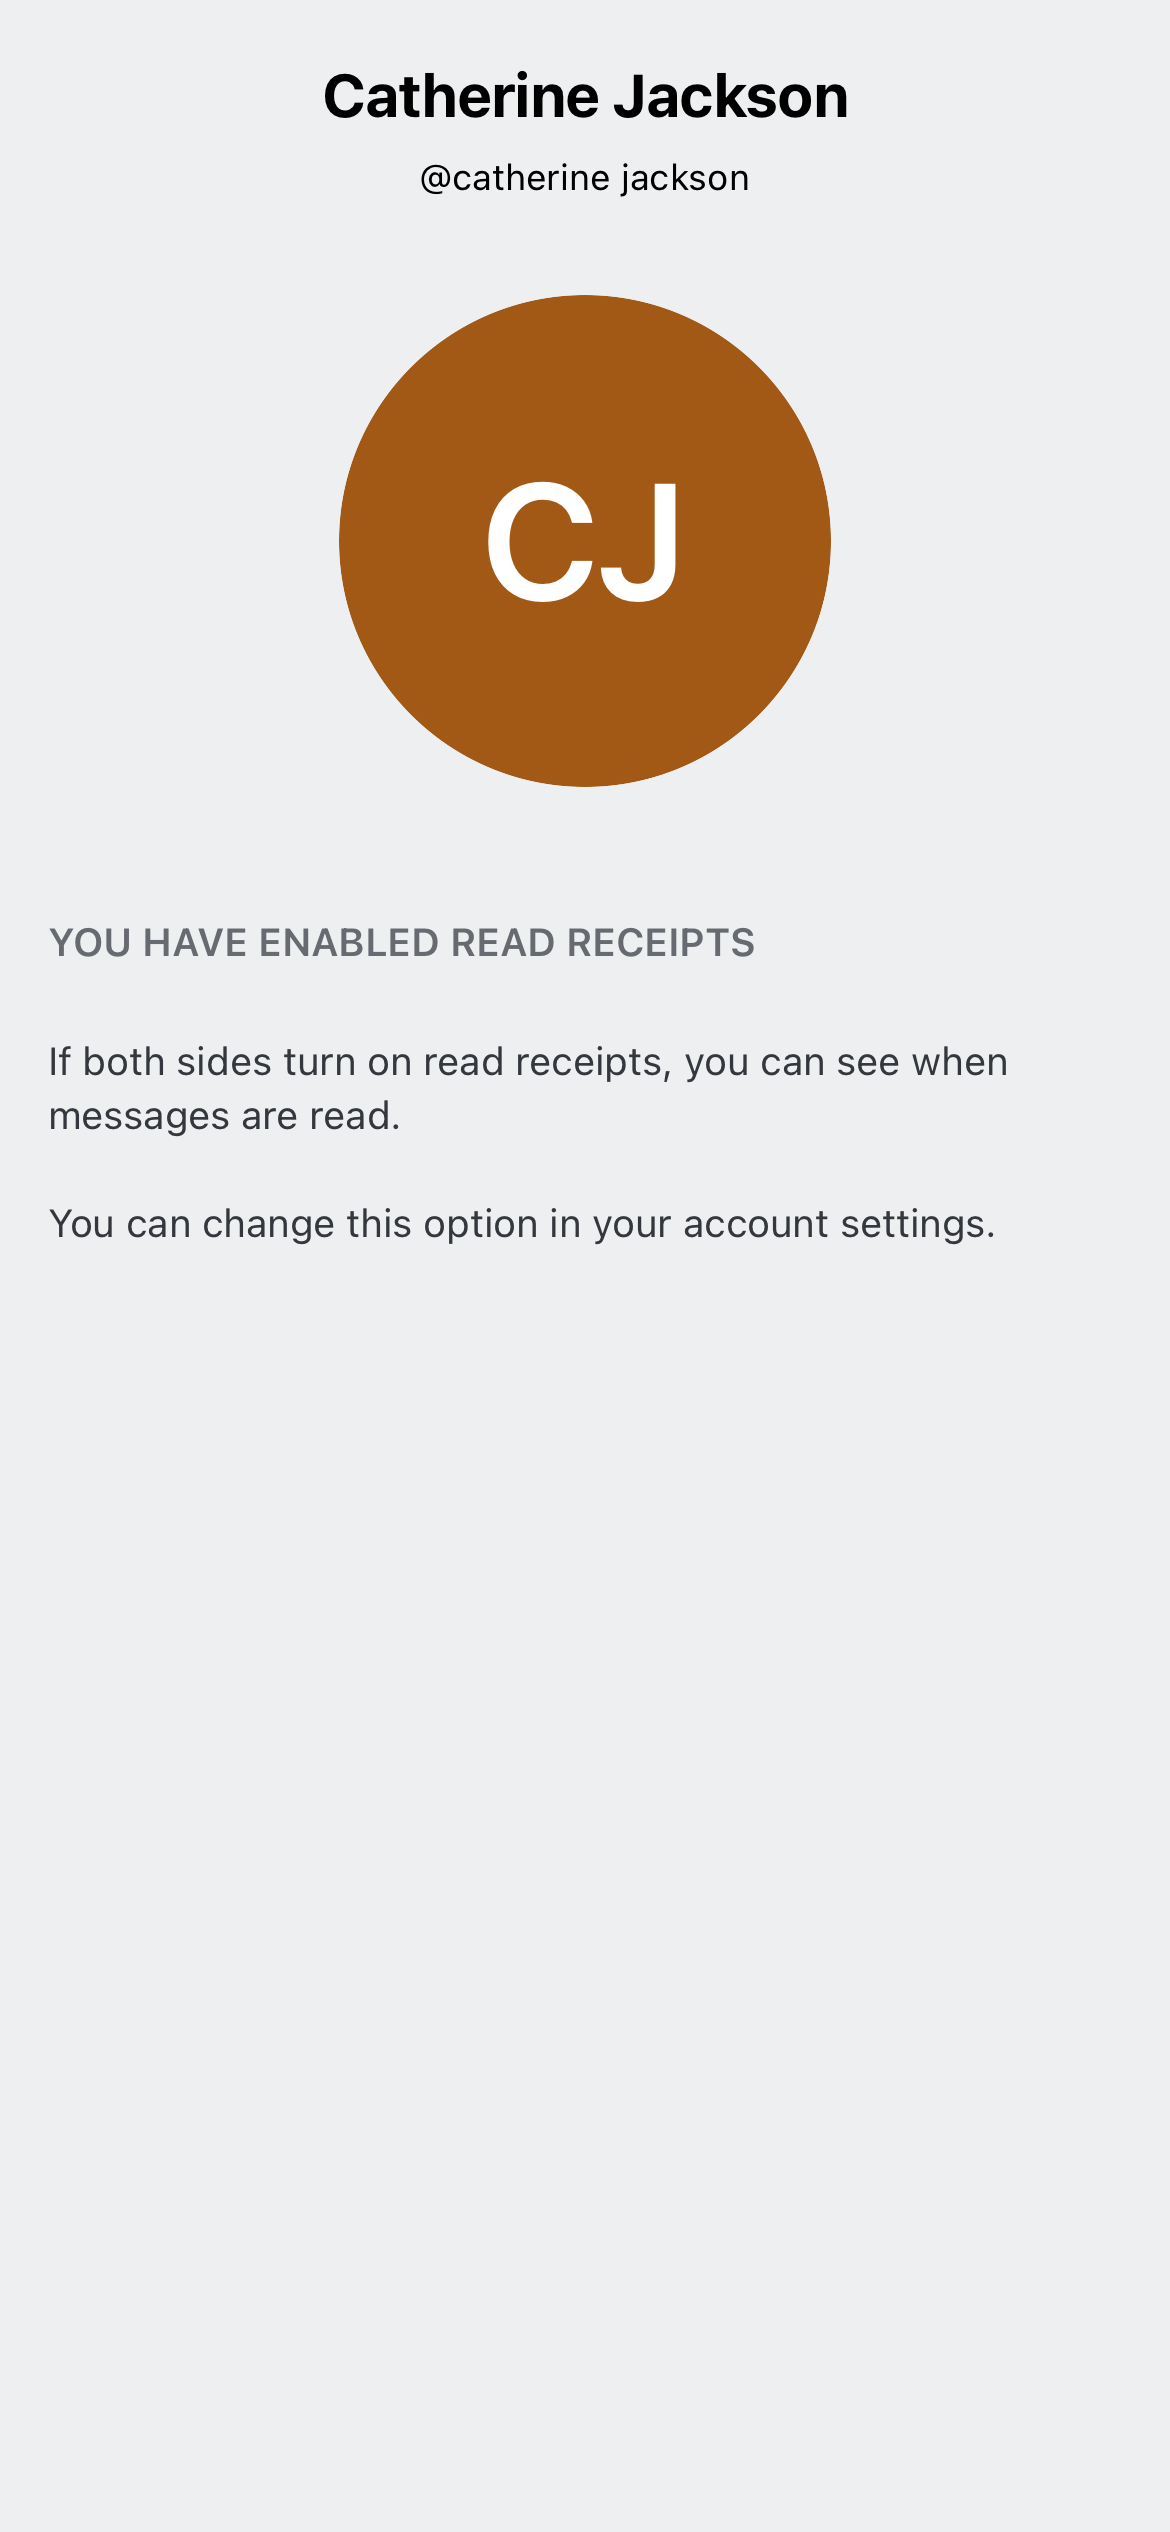 Catherine Jackson
@catherine jackson
CJ
YOU HAVE ENABLED READ RECEIPTS
If both sides turn on read receipts, you can see when
messages are read.
You can change this option in your account settings.